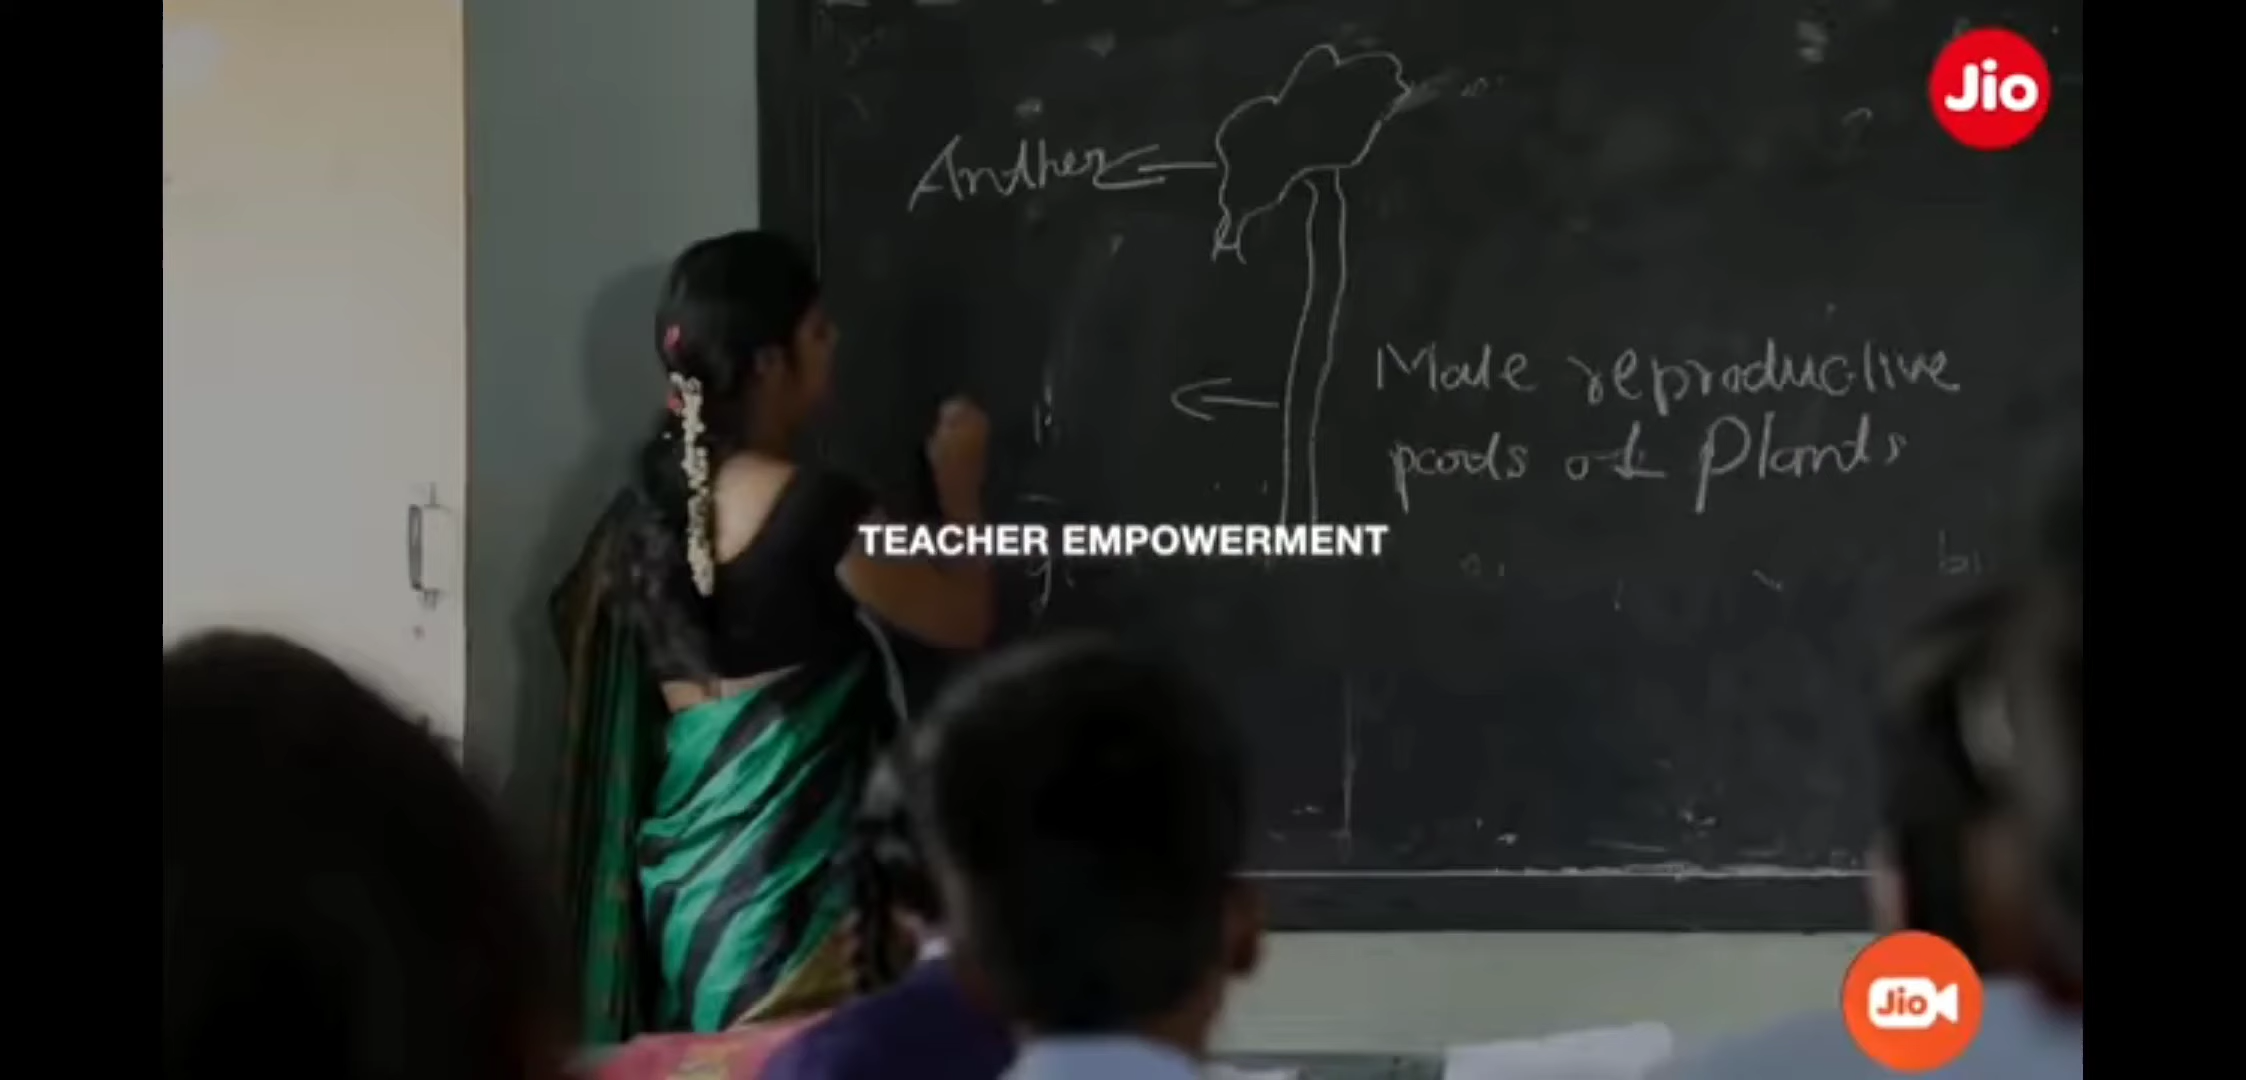 Jio
Anther
Male reproductive
parts of Plants
TEACHER EMPOWERMENT
Jio